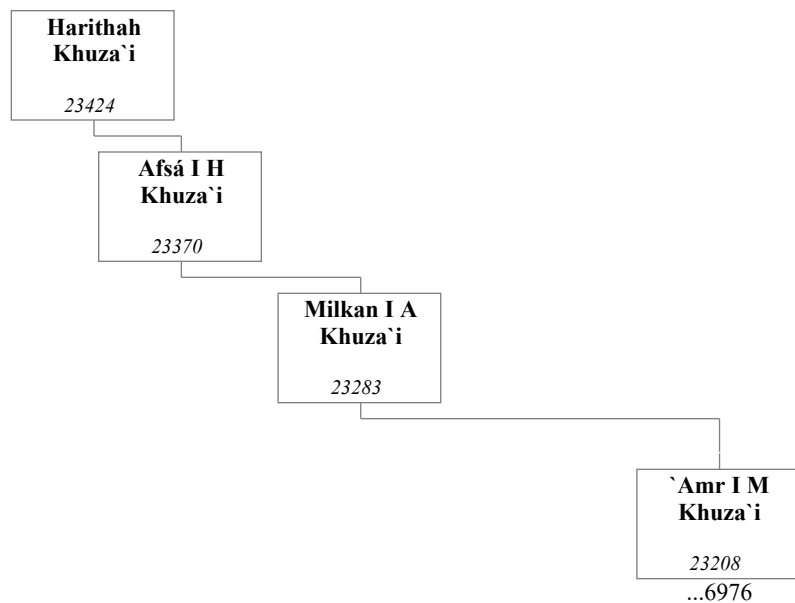 Harithah
Khuza`i
23424
Afsá I H
Khuza`i
23370
Milkan I A
Khuza`i
23283
`Amr I M
Khuza`i
23208
...6976